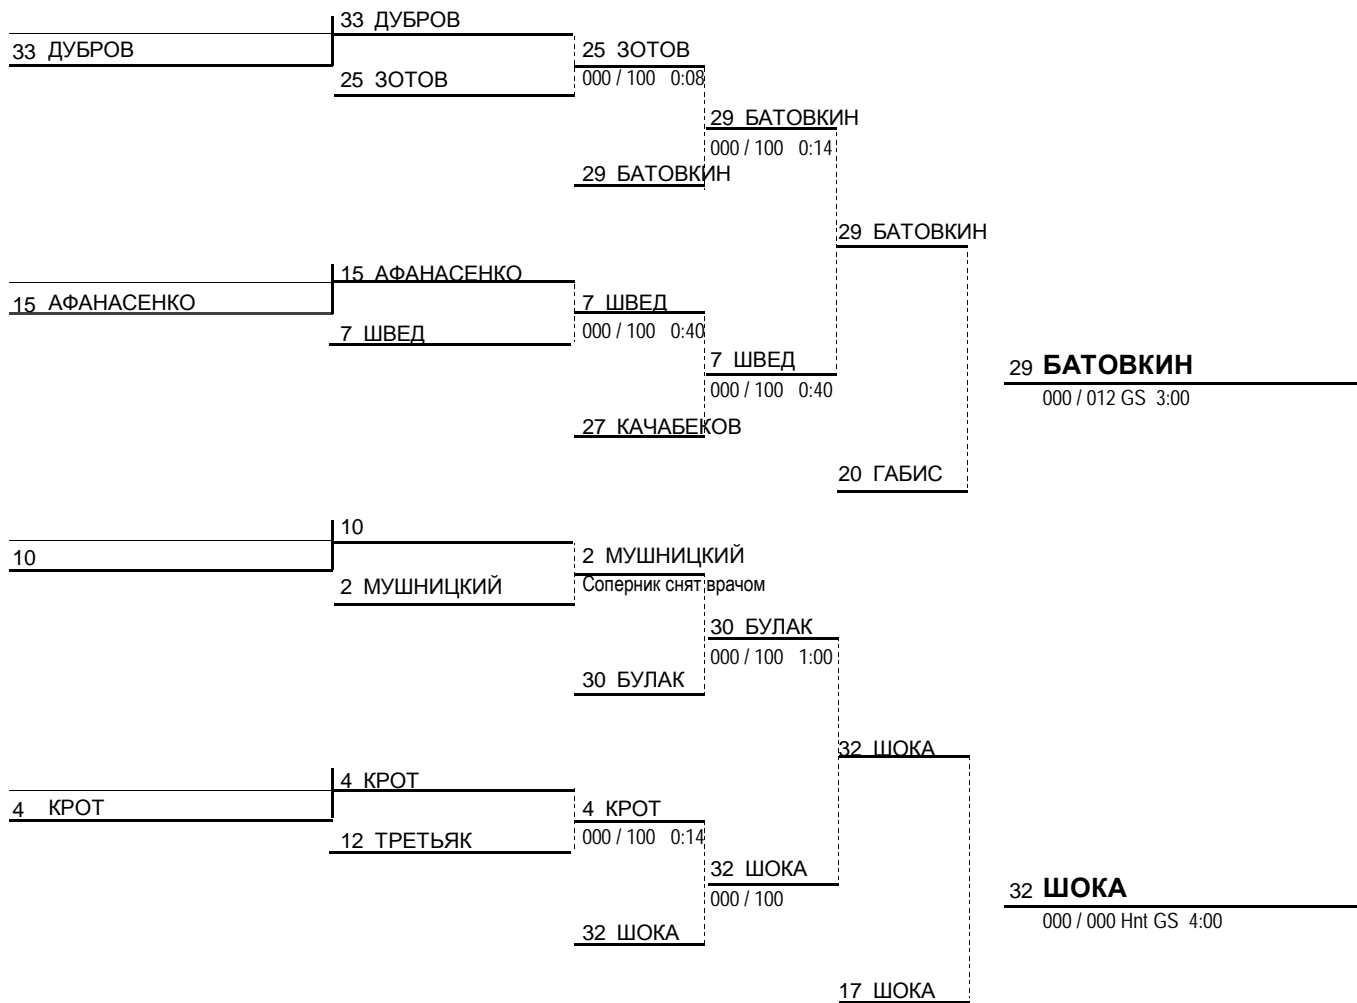 33 ДУБРОВ
33 ДУБРОВ
25 ЗОТОВ
25 ЗОТОВ
000 / 100 0:08
29 БАТОВКИН
000 / 100 0:14
29 БАТОВКИН
29 БАТОВКИН
15 АФАНАСЕНКО
15 АФАНАСЕНКО
7 ШВЕД
7 ШВЕД
000 / 100 0:40
7 ШВЕД
000 / 100 0:40
29 БАТОВКИН
000 / 012 GS 3:00
27 КАЧАБЕКОВ
20 ГАБИС
10
10
2 МУШНИЦКИЙ
2 МУШНИЦКИЙ
Соперник снят врачом
30 БУЛАК
000 / 100 1:00
30 БУЛАК
32 ШОКА
4 КРОТ
4 КРОТ
4 КРОТ
12 ТРЕТЬЯК
000 / 100 0:14
32 ШОКА
000 / 100
32 ШОКА
000 / 000 Hnt GS 4:00
32 ШОКА
17 ШОКА